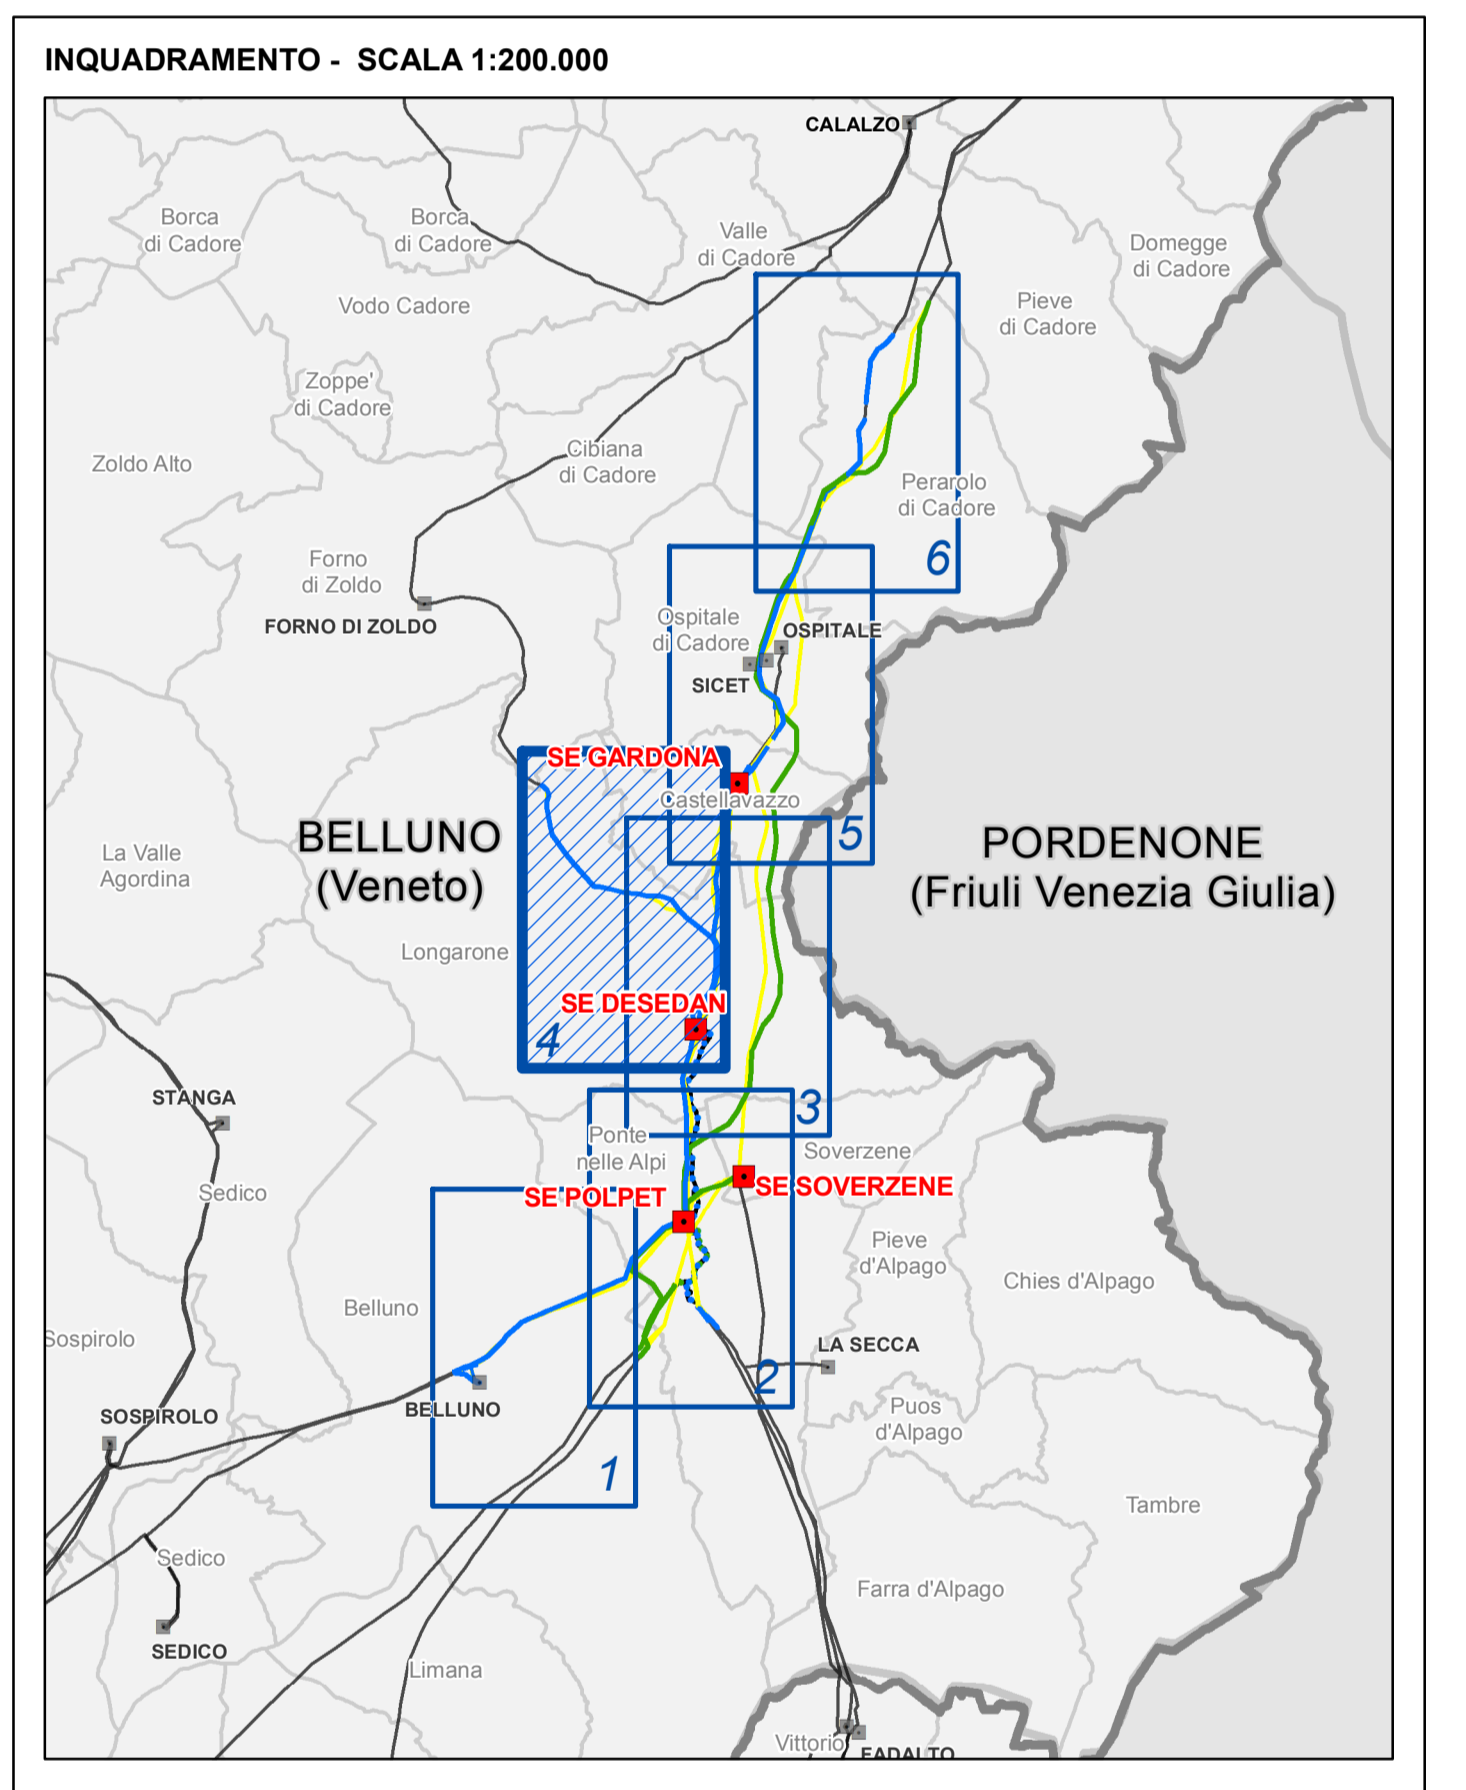 INQUADRAMENTO - SCALA 1:200.000
CALALZO
Borca
di Cadore
Borca
di Cadore
Valle
di Cadore
Domegge
di Cadore
Vodo Cadore
Pieve
di Cadore
Zoppe'
di Cadore
Zoldo Alto
Cibiana
di Cadore
Perarolo
di Cadore
6
Forno
di Zoldo
FORNO DI ZOLDO
Ospitale
di Cadore
OSPITALE
SICET
SE GARDONA
Castellavazzo
5
BELLUNO
(Veneto)
PORDENONE
(Friuli Venezia Giulia)
La Valle
Agordina
Longarone
SE DESEDAN
4
STANGA
3
Ponte
nelle Alpi
Soverzene
Sedico
SE POLPET
SE SOVERZENE
Pieve
d'Alpago
Chies d'Alpago
Belluno
Sospirolo
LA SECCA
2
BELLUNO
SOSPIROLO
Puos
d'Alpago
1
Tambre
Sedico
Farra d'Alpago
SEDICO
Limana
Vittorio
FADALTO